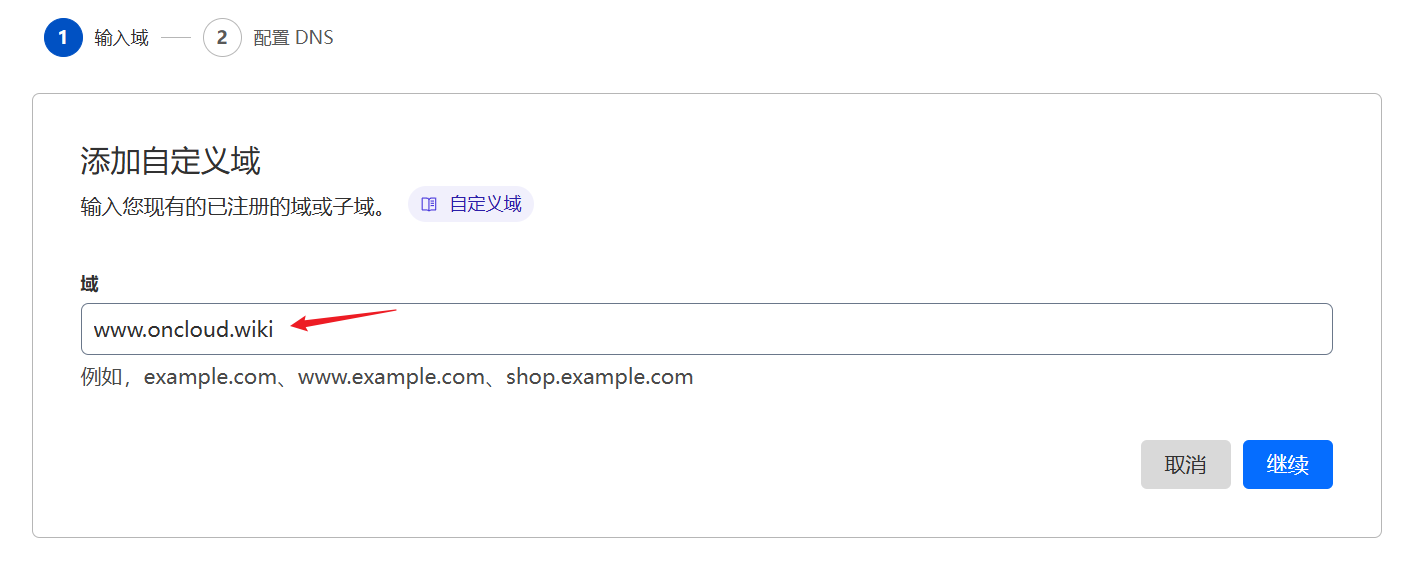 1 输入域 2 配置 DNS
添加自定义域
输入您现有的已注册的域或子域。 自定义域
域
www.oncloud.wiki
例如，example.com、www.example.com、shop.example.com
取消 继续